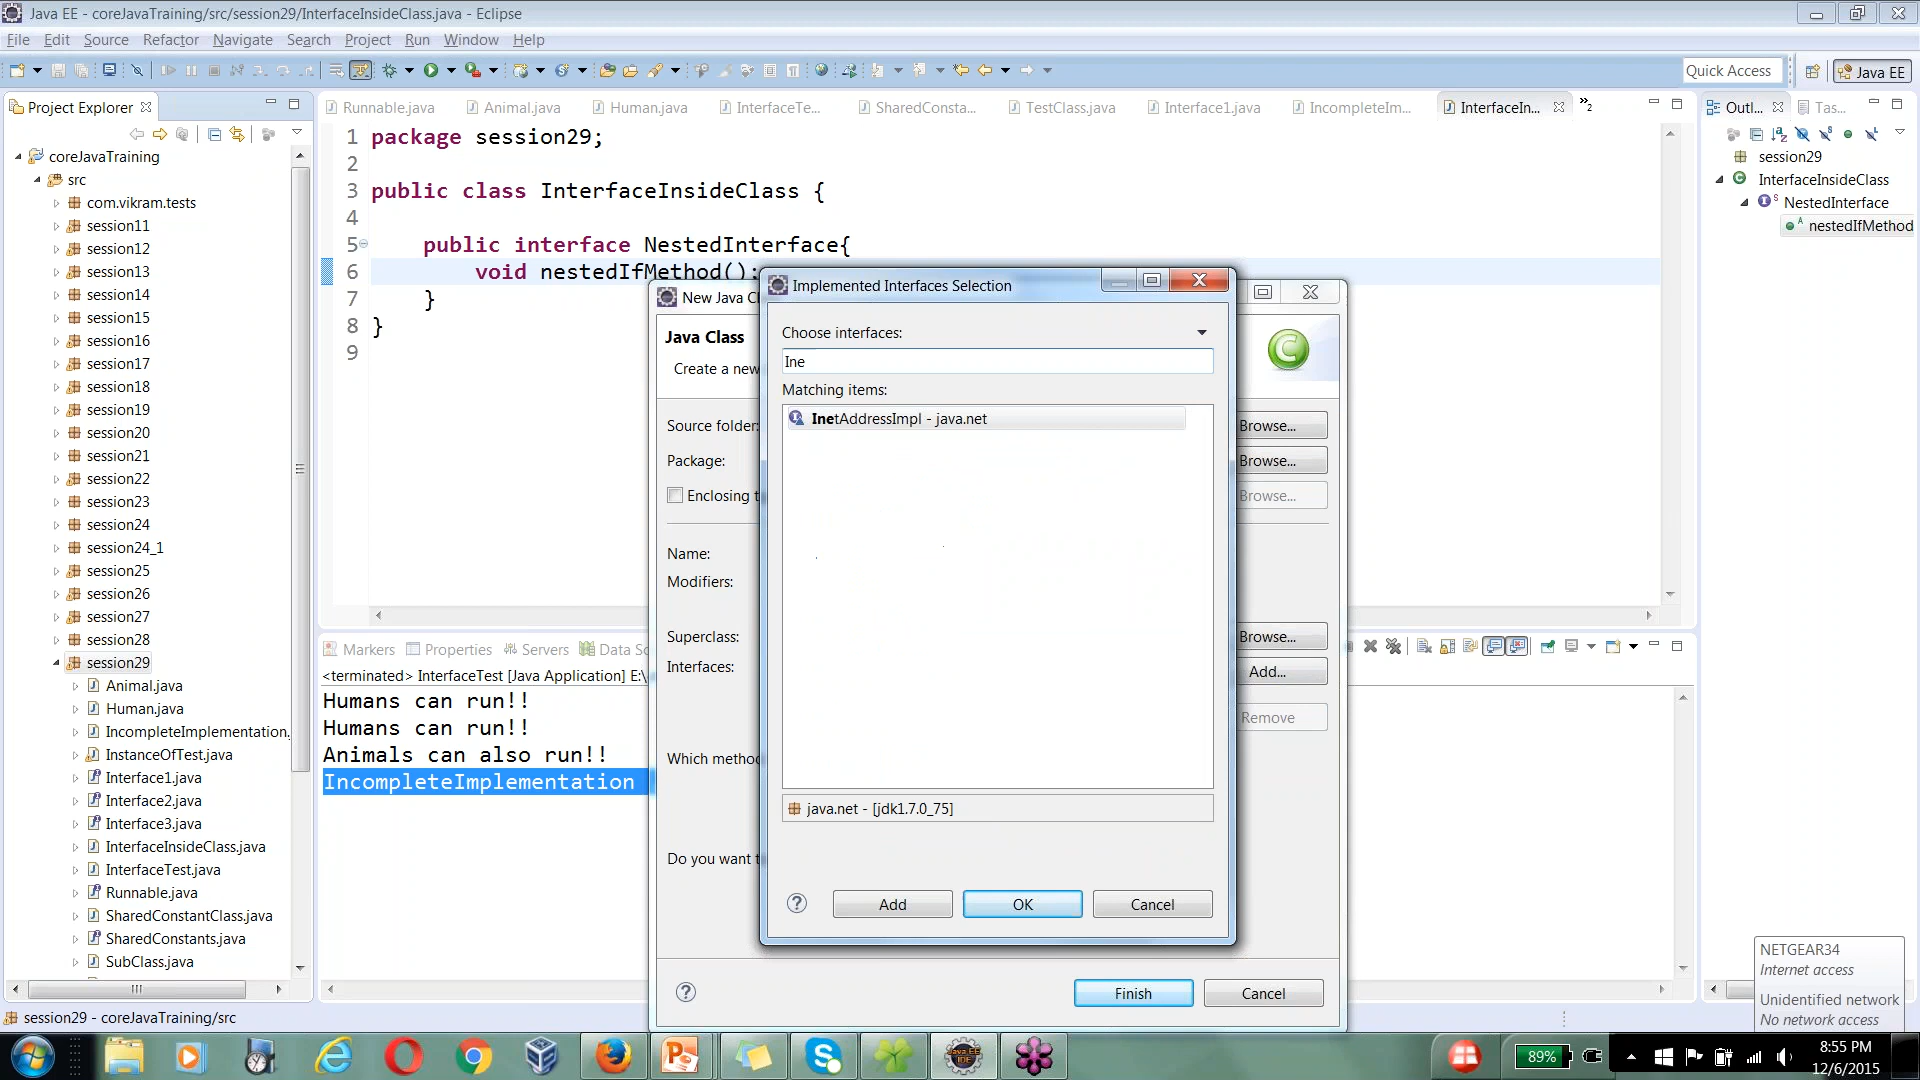 Java EE - coreJavaTraining/src/session29/InterfaceInsideClass.java - Eclipse
File Edit Source Refactor Navigate Search Project Run Window Help
Quick Access
Java EE
Project Explorer
Runnable.java
Animal.java
Human.java
InterfaceTe...
SharedConsta...
TestClass.java
Interface1.java
IncompleteIm...
InterfaceIn...
2
Outl...
Tas...
coreJavaTraining
src
com.vikram.tests
session11
session12
session13
session14
session15
session16
session17
session18
session19
session20
session21
session22
session23
session24
session24_1
session25
session26
session27
session28
session29
Animal.java
Human.java
IncompleteImplementation.
InstanceOfTest.java
Interface1.java
Interface2.java
Interface3.java
InterfaceInsideClass.java
InterfaceTest.java
Runnable.java
SharedConstantClass.java
SharedConstants.java
SubClass.java
1 package session29;
2
3 public class InterfaceInsideClass {
4
5 public interface NestedInterface{
6 void nestedIfMethod();
7 }
8 }
9
session29
InterfaceInsideClass
NestedInterface
nestedIfMethod
Markers
Properties
Servers
Data So
<terminated> InterfaceTest [Java Application] E:\
Humans can run!!
Humans can run!!
Animals can also run!!
IncompleteImplementation
New Java Cl
Java Class
Create a new
Source folder:
Browse...
Package:
Browse...
Enclosing t
Browse...
Name:
Modifiers:
Superclass:
Browse...
Interfaces:
Add...
Remove
Which metho
Do you want t
Finish
Cancel
Implemented Interfaces Selection
Choose interfaces:
Ine
Matching items:
InetAddressImpl - java.net
java.net - [jdk1.7.0_75]
Add
OK
Cancel
NETGEAR34
Internet access
Unidentified network
No network access
session29 - coreJavaTraining/src
89%
8:55 PM
12/6/2015